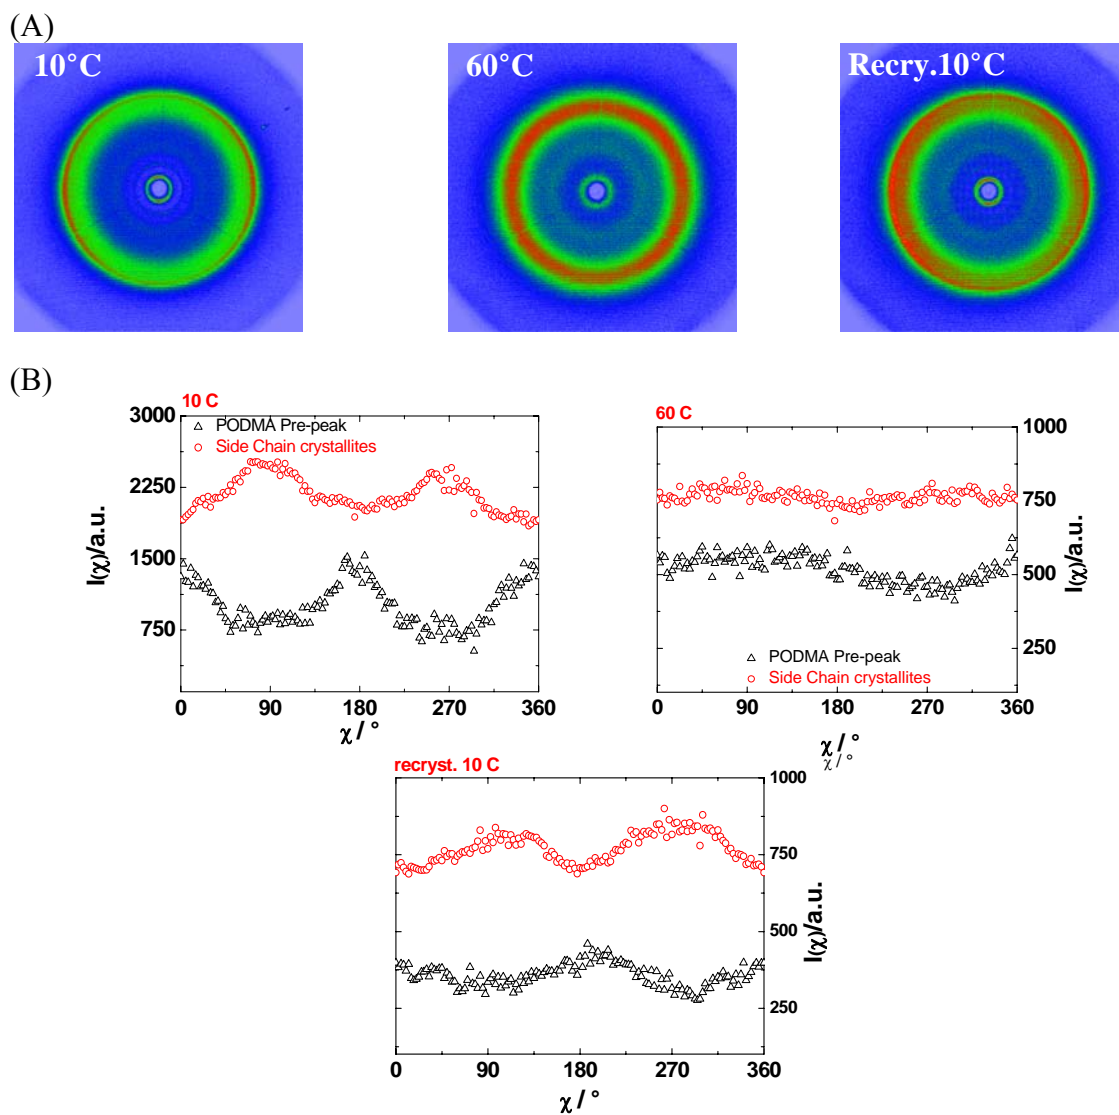 (A)
10°C
60°C
Recry.10°C
(B)
10 C
3000
2250
1500
750
I(χ)/a.u.
△ PODMA Pre-peak
○ Side Chain crystallites
0 90 180 270 360
χ / °
60 C
1000
750
500
250
I(χ)/a.u.
△ PODMA Pre-peak
○ Side Chain crystallites
0 90 180 270 360
χ / °
χ / °
recryst. 10 C
1000
750
500
250
I(χ)/a.u.
0 90 180 270 360
χ / °